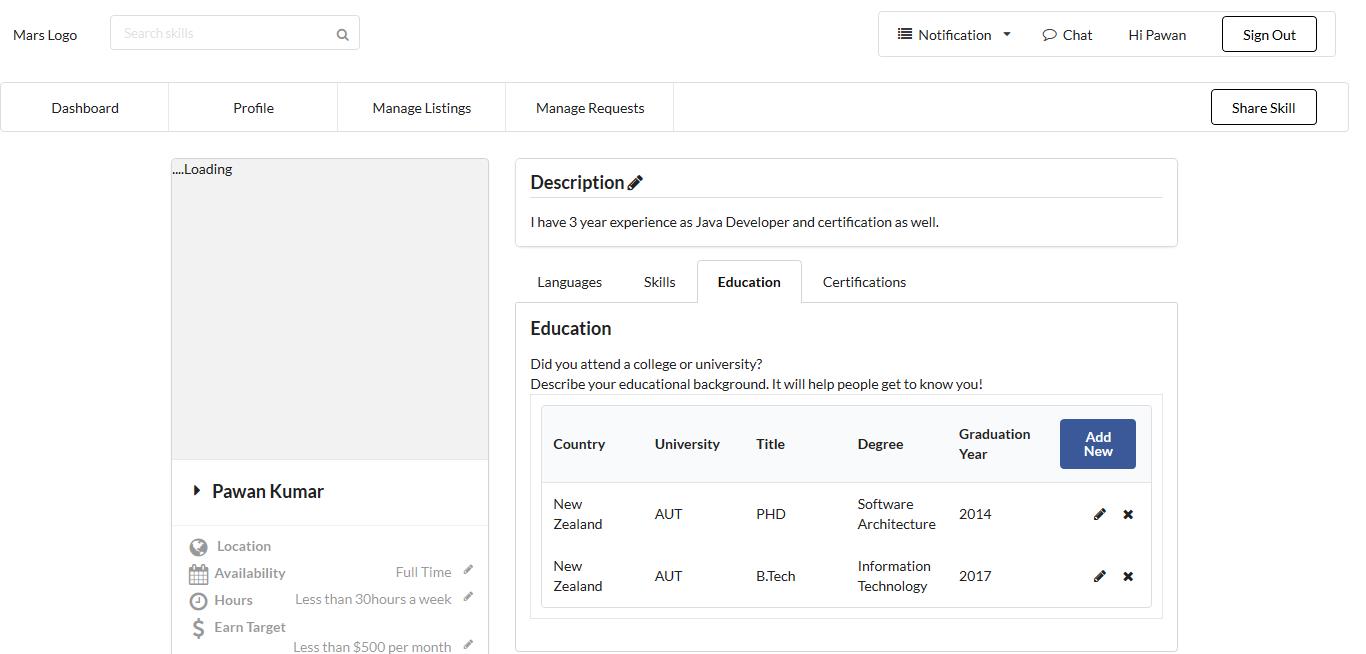 Mars Logo
Search skills
Notification
Chat
Hi Pawan
Sign Out
Dashboard
Profile
Manage Listings
Manage Requests
Share Skill
....Loading
Pawan Kumar
Location
Availability
Full Time
Hours
Less than 30hours a week
Earn Target
Less than $500 per month
Description
I have 3 year experience as Java Developer and certification as well.
Languages
Skills
Education
Certifications
Education
Did you attend a college or university?
Describe your educational background. It will help people get to know you!
Country
University
Title
Degree
Graduation
Year
Add
New
New
Zealand
AUT
PHD
Software
Architecture
2014
New
Zealand
AUT
B.Tech
Information
Technology
2017